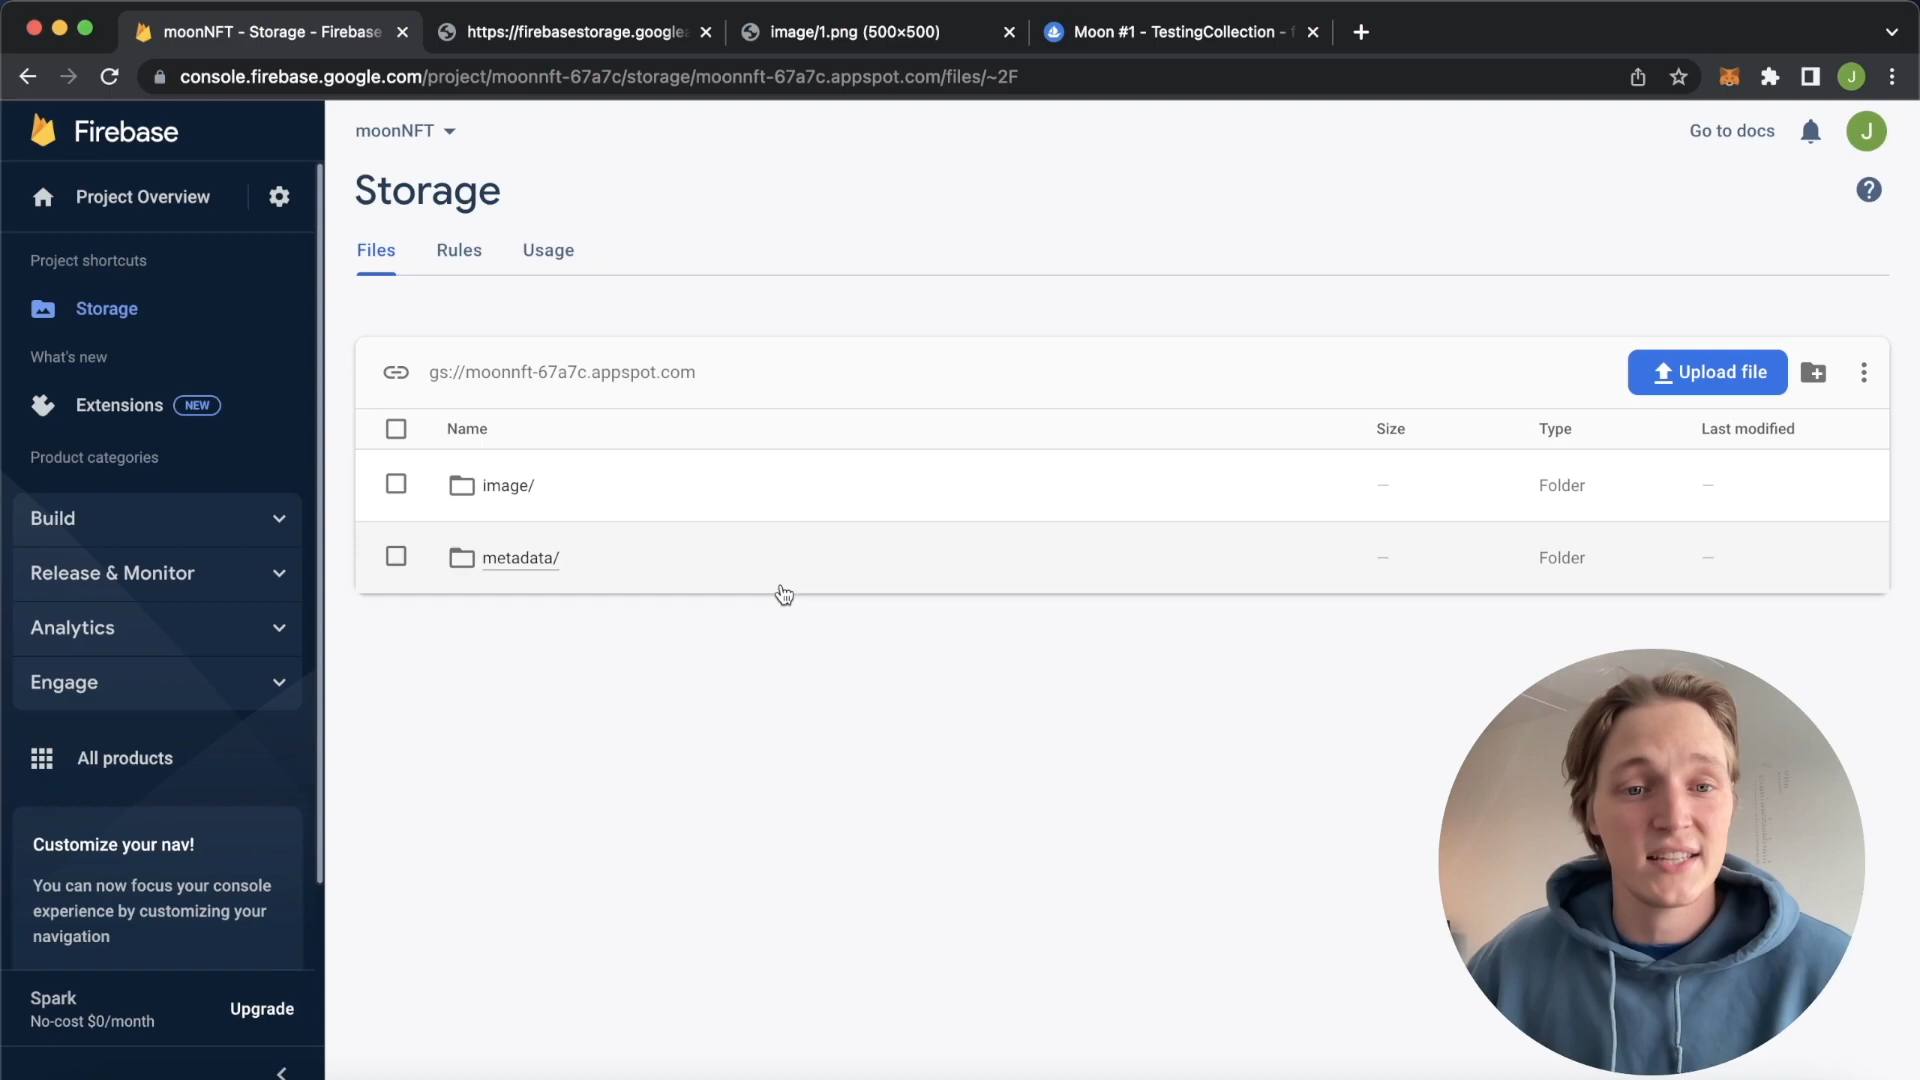 moonNFT - Storage - Firebase
https://firebasestorage.googlea
image/1.png (500×500)
Moon #1 - TestingCollection -
console.firebase.google.com/project/moonnft-67a7c/storage/moonnft-67a7c.appspot.com/files/~2F
J
Firebase
moonNFT
Go to docs
J
Project Overview
Storage
Project shortcuts
Files
Rules
Usage
Storage
What's new
gs://moonnft-67a7c.appspot.com
Upload file
Extensions
NEW
Name
Size
Type
Last modified
Product categories
image/
—
Folder
—
Build
metadata/
—
Folder
—
Release & Monitor
Analytics
Engage
All products
Customize your nav!
You can now focus your console
experience by customizing your
navigation
Spark
No-cost $0/month
Upgrade